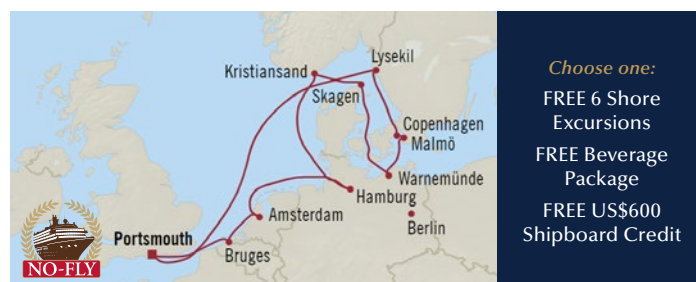 Kristiansand
Lysekil
Skagen
Copenhagen
Malmö
Warnemünde
Hamburg
Amsterdam
Berlin
Portsmouth
Bruges
NO-FLY
Choose one:
FREE 6 Shore
Excursions
FREE Beverage
Package
FREE US$600
Shipboard Credit